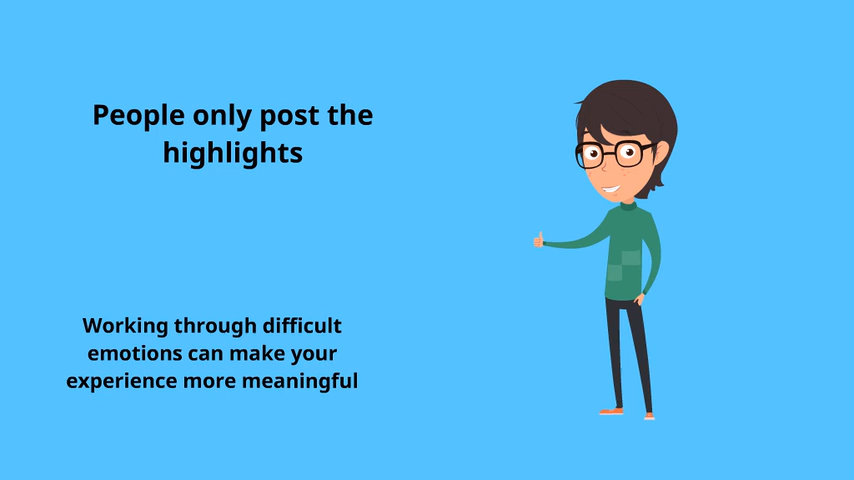 People only post the
highlights
Working through difficult
emotions can make your
experience more meaningful